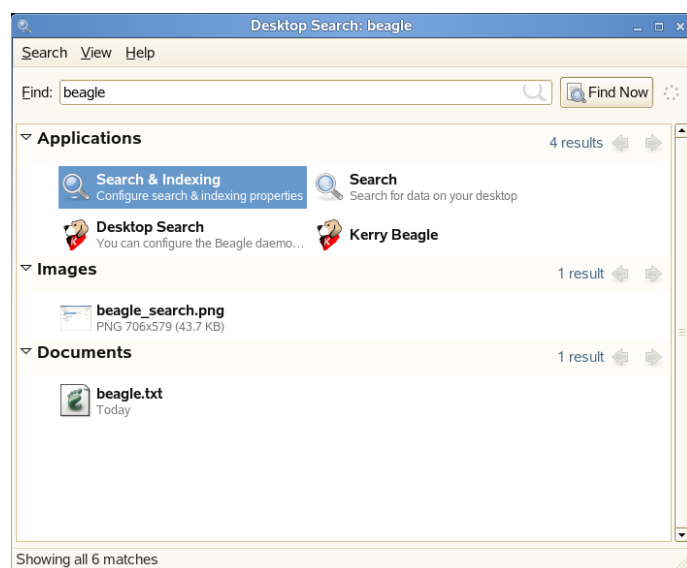 Desktop Search: beagle
Search View Help
Find: beagle Find Now
Applications 4 results
Search & Indexing
Configure search & indexing properties
Search
Search for data on your desktop
Desktop Search
You can configure the Beagle daemo...
Kerry Beagle
Images 1 result
beagle_search.png
PNG 706x579 (43.7 KB)
Documents 1 result
beagle.txt
Today
Showing all 6 matches